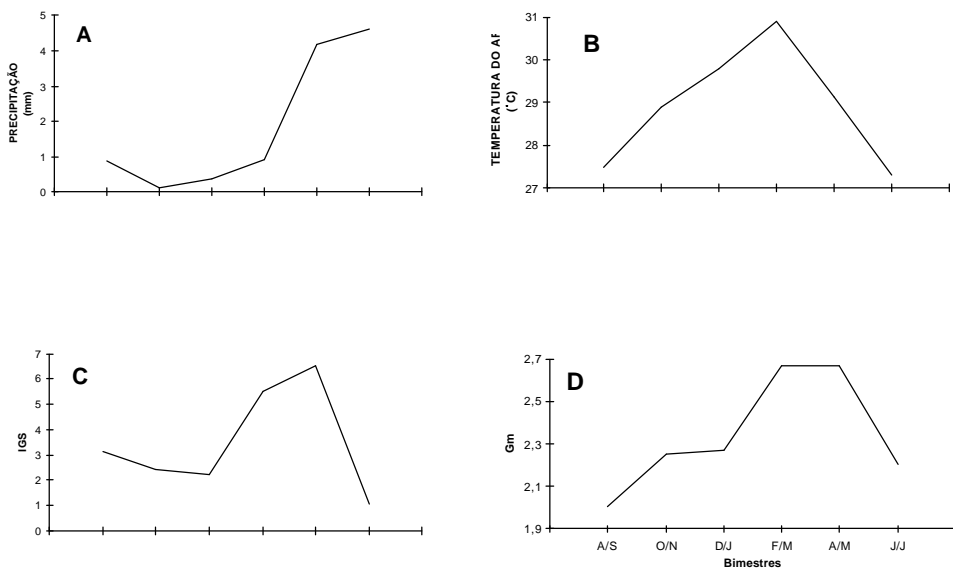 A
PRECIPITAÇÃO
(mm)
5
4
3
2
1
0
B
TEMPERATURA DO AR
(°C)
31
30
29
28
27
C
IGS
7
6
5
4
3
2
1
0
D
Gm
2,7
2,5
2,3
2,1
1,9
A/S O/N D/J F/M A/M J/J
Bimestres